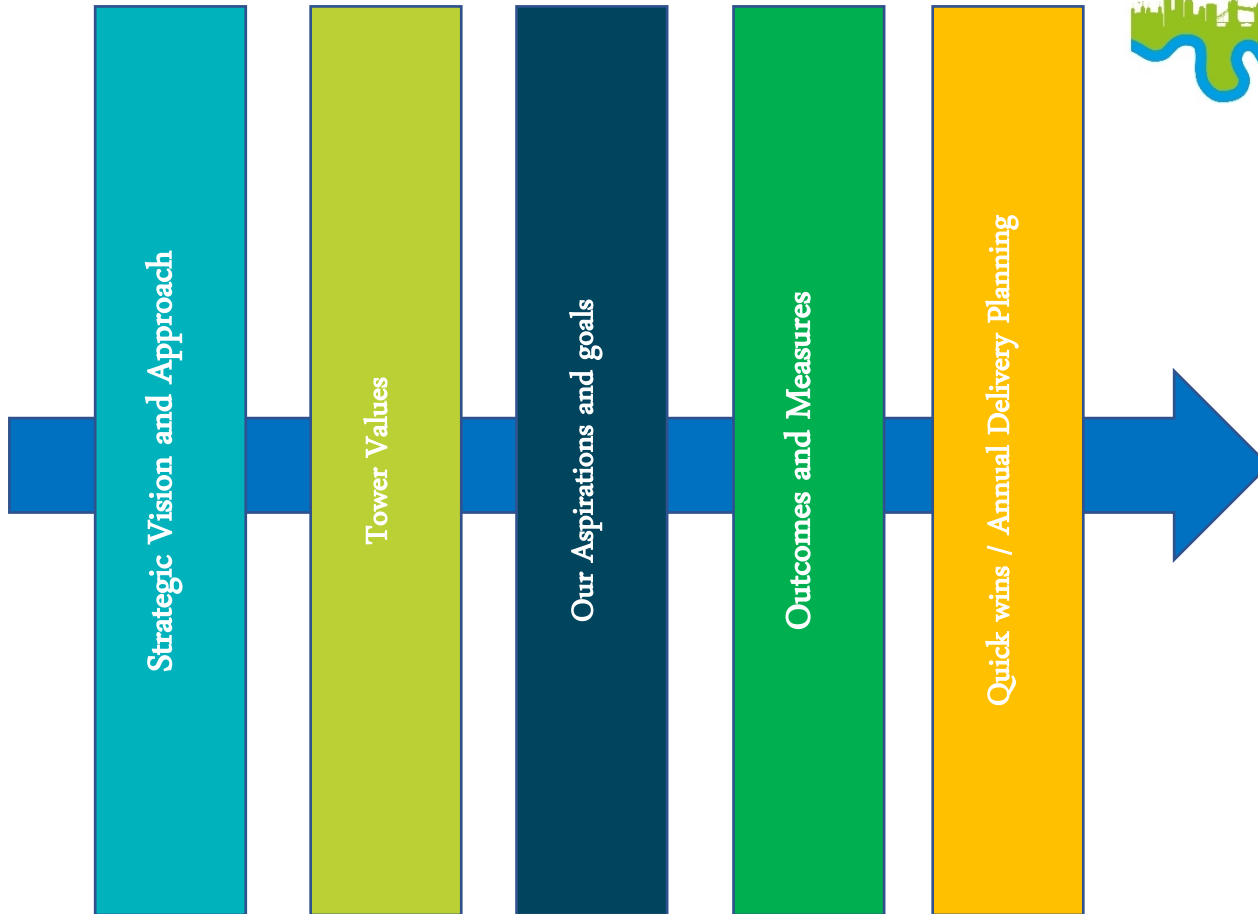 Strategic Vision and Approach
Tower Values
Our Aspirations and goals
Outcomes and Measures
Quick wins / Annual Delivery Planning